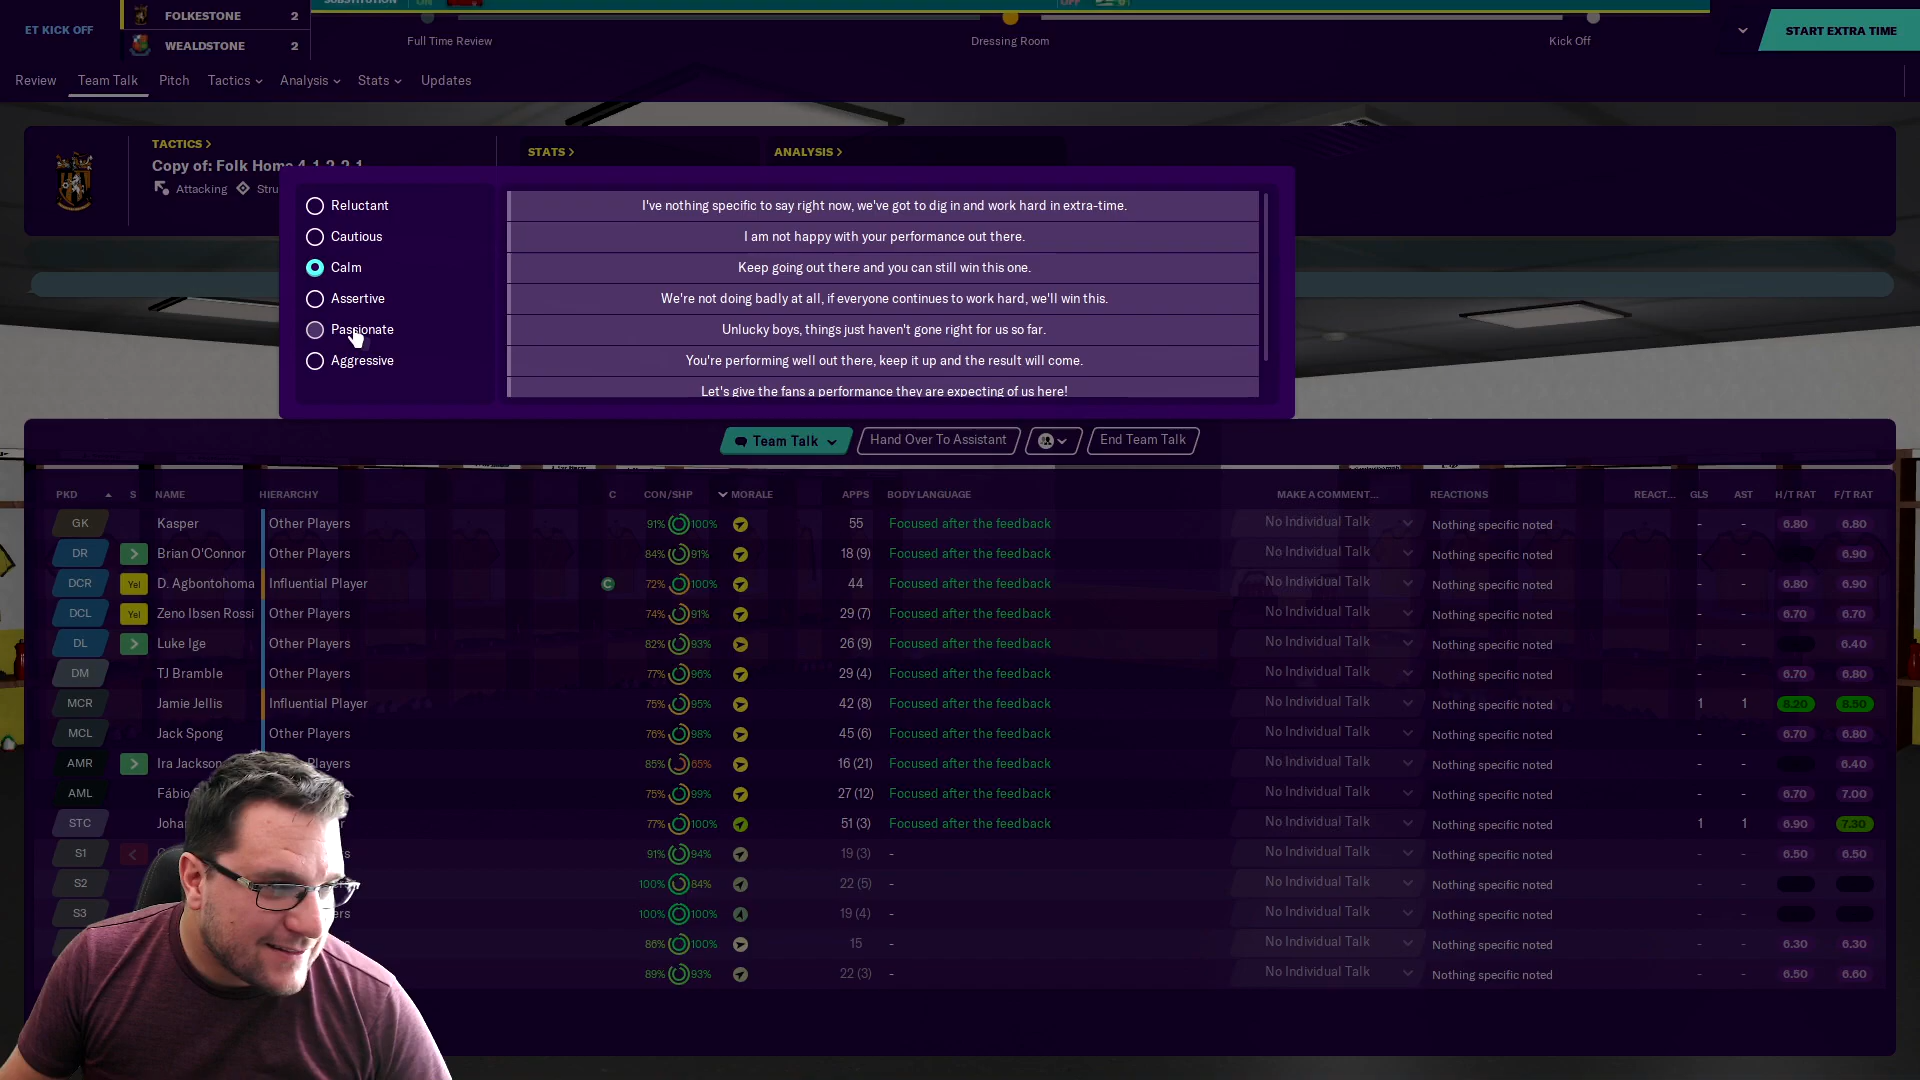 SUBSTITUTION
ET KICK OFF
FOLKESTONE 2
WEALDSTONE 2
Full Time Review
Dressing Room
Kick Off
START EXTRA TIME
Review Team Talk Pitch Tactics Analysis Stats Updates
TACTICS >
Copy of: Folk Home 4-1-2-2-1
Attacking
STATS >
ANALYSIS >
Reluctant
Cautious
Calm
Assertive
Passionate
Aggressive
I've nothing specific to say right now, we've got to dig in and work hard in extra-time.
I am not happy with your performance out there.
Keep going out there and you can still win this one.
We're not doing badly at all, if everyone continues to work hard, we'll win this.
Unlucky boys, things just haven't gone right for us so far.
You're performing well out there, keep it up and the result will come.
Let's give the fans a performance they are expecting of us here!
Team Talk Hand Over To Assistant End Team Talk
PKD S NAME HIERARCHY C CON/SHP MORALE APPS BODY LANGUAGE MAKE A COMMENT... REACTIONS REACT... GLS AST H/T RAT F/T RAT
GK Kasper Other Players 91% 100% 55 Focused after the feedback No Individual Talk Nothing specific noted - - 6.80 6.80
DR Brian O'Connor Other Players 84% 91% 18 (9) Focused after the feedback No Individual Talk Nothing specific noted - - 6.90
DCR Yel D. Agbontohoma Influential Player C 72% 100% 44 Focused after the feedback No Individual Talk Nothing specific noted - - 6.80 6.90
DCL Yel Zeno Ibsen Rossi Other Players 74% 91% 29 (7) Focused after the feedback No Individual Talk Nothing specific noted - - 6.70 6.70
DL Luke Ige Other Players 82% 93% 26 (9) Focused after the feedback No Individual Talk Nothing specific noted - - 6.40
DM TJ Bramble Other Players 77% 96% 29 (4) Focused after the feedback No Individual Talk Nothing specific noted - - 6.70 6.80
MCR Jamie Jellis Influential Player 75% 95% 42 (8) Focused after the feedback No Individual Talk Nothing specific noted 1 1 8.20 8.50
MCL Jack Spong Other Players 76% 98% 45 (6) Focused after the feedback No Individual Talk Nothing specific noted - - 6.70 6.80
AMR Ira Jackson Players 85% 65% 16 (21) Focused after the feedback No Individual Talk Nothing specific noted - - 6.40
AML Fábio 75% 99% 27 (12) Focused after the feedback No Individual Talk Nothing specific noted - - 6.70 7.00
STC 77% 100% 51 (3) Focused after the feedback No Individual Talk Nothing specific noted 1 1 6.90 7.30
S1 91% 94% 19 (3) - No Individual Talk Nothing specific noted - - 6.50 6.50
S2 100% 84% 22 (5) - No Individual Talk Nothing specific noted - -
S3 100% 100% 19 (4) - No Individual Talk Nothing specific noted - -
86% 100% 15 - No Individual Talk Nothing specific noted - - 6.30 6.30
89% 93% 22 (3) - No Individual Talk Nothing specific noted - - 6.50 6.60